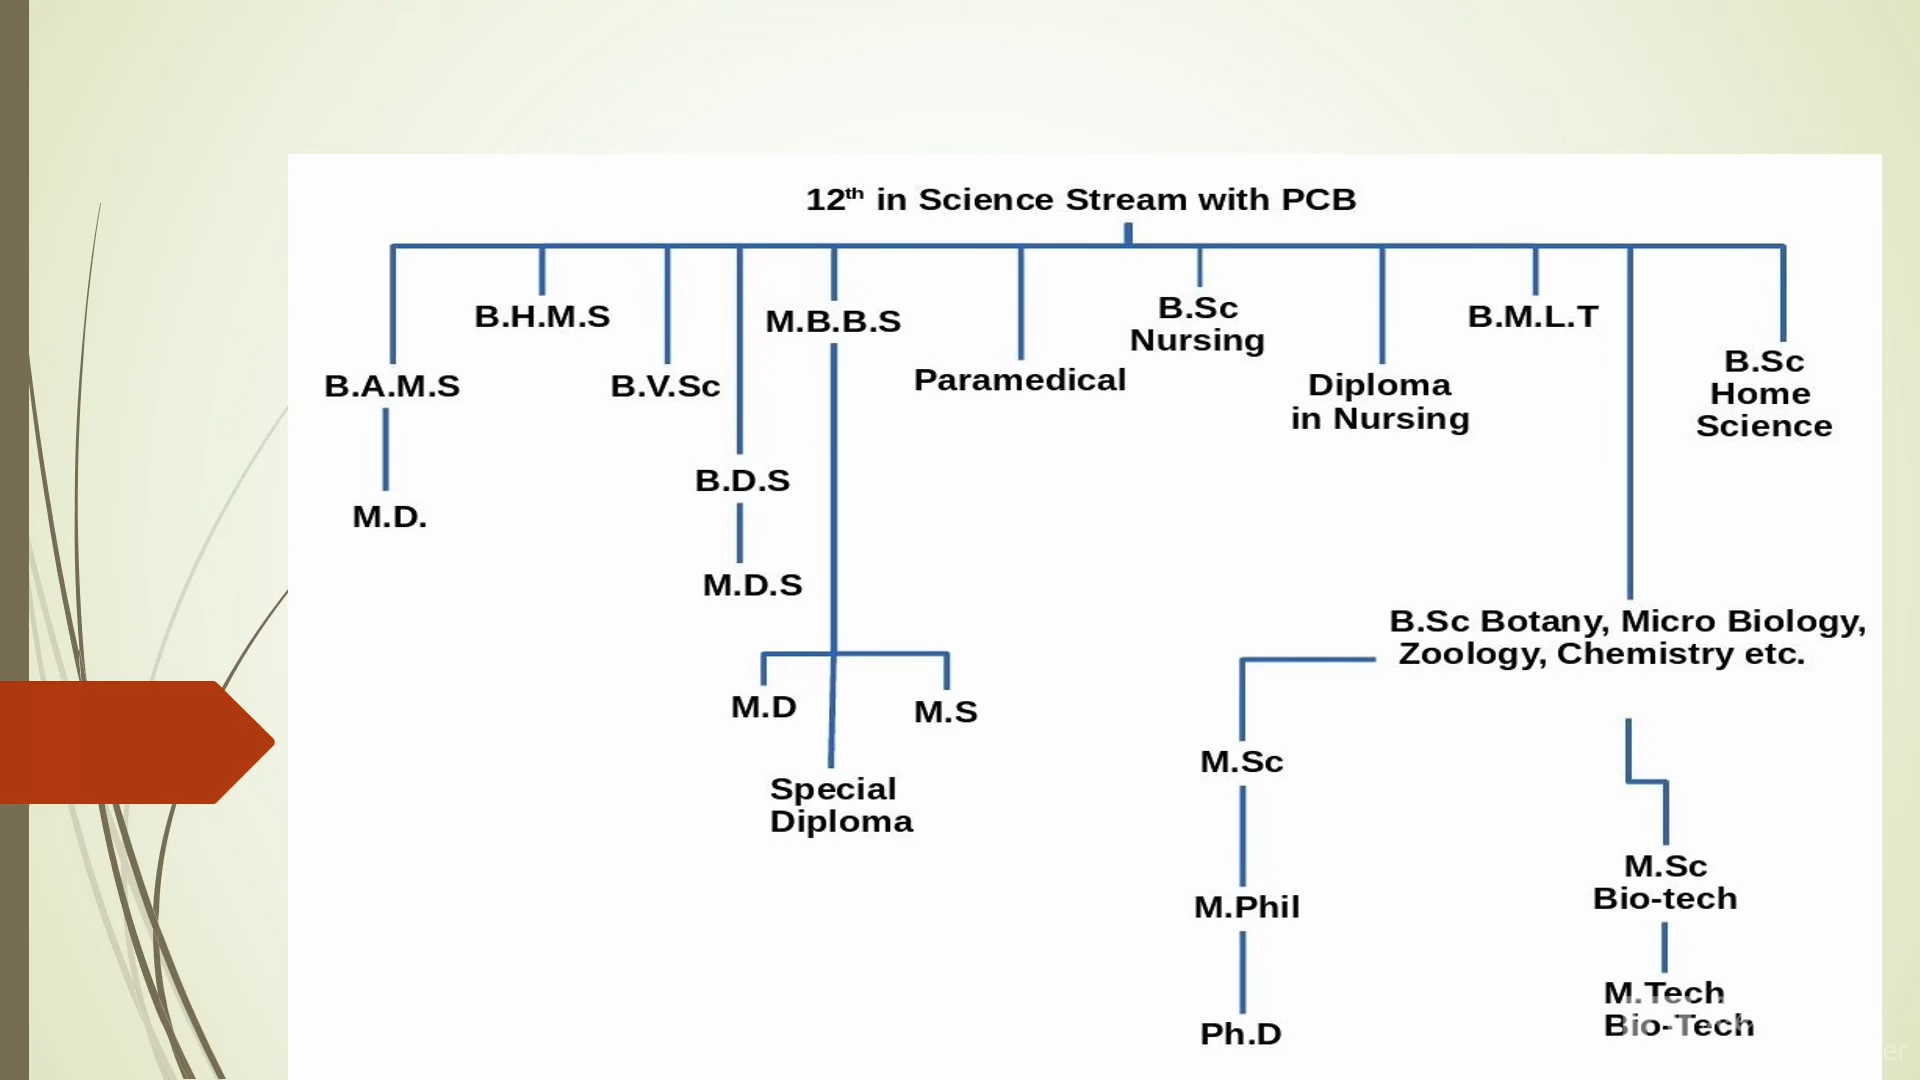 12th in Science Stream with PCB
B.A.M.S
M.D.
B.H.M.S
B.V.Sc
B.D.S
M.D.S
M.B.B.S
M.D
Special
Diploma
M.S
Paramedical
B.Sc
Nursing
Diploma
in Nursing
B.M.L.T
B.Sc Botany, Micro Biology,
Zoology, Chemistry etc.
M.Sc
M.Phil
Ph.D
M.Sc
Bio-tech
M.Tech
Bio-Tech
B.Sc
Home
Science